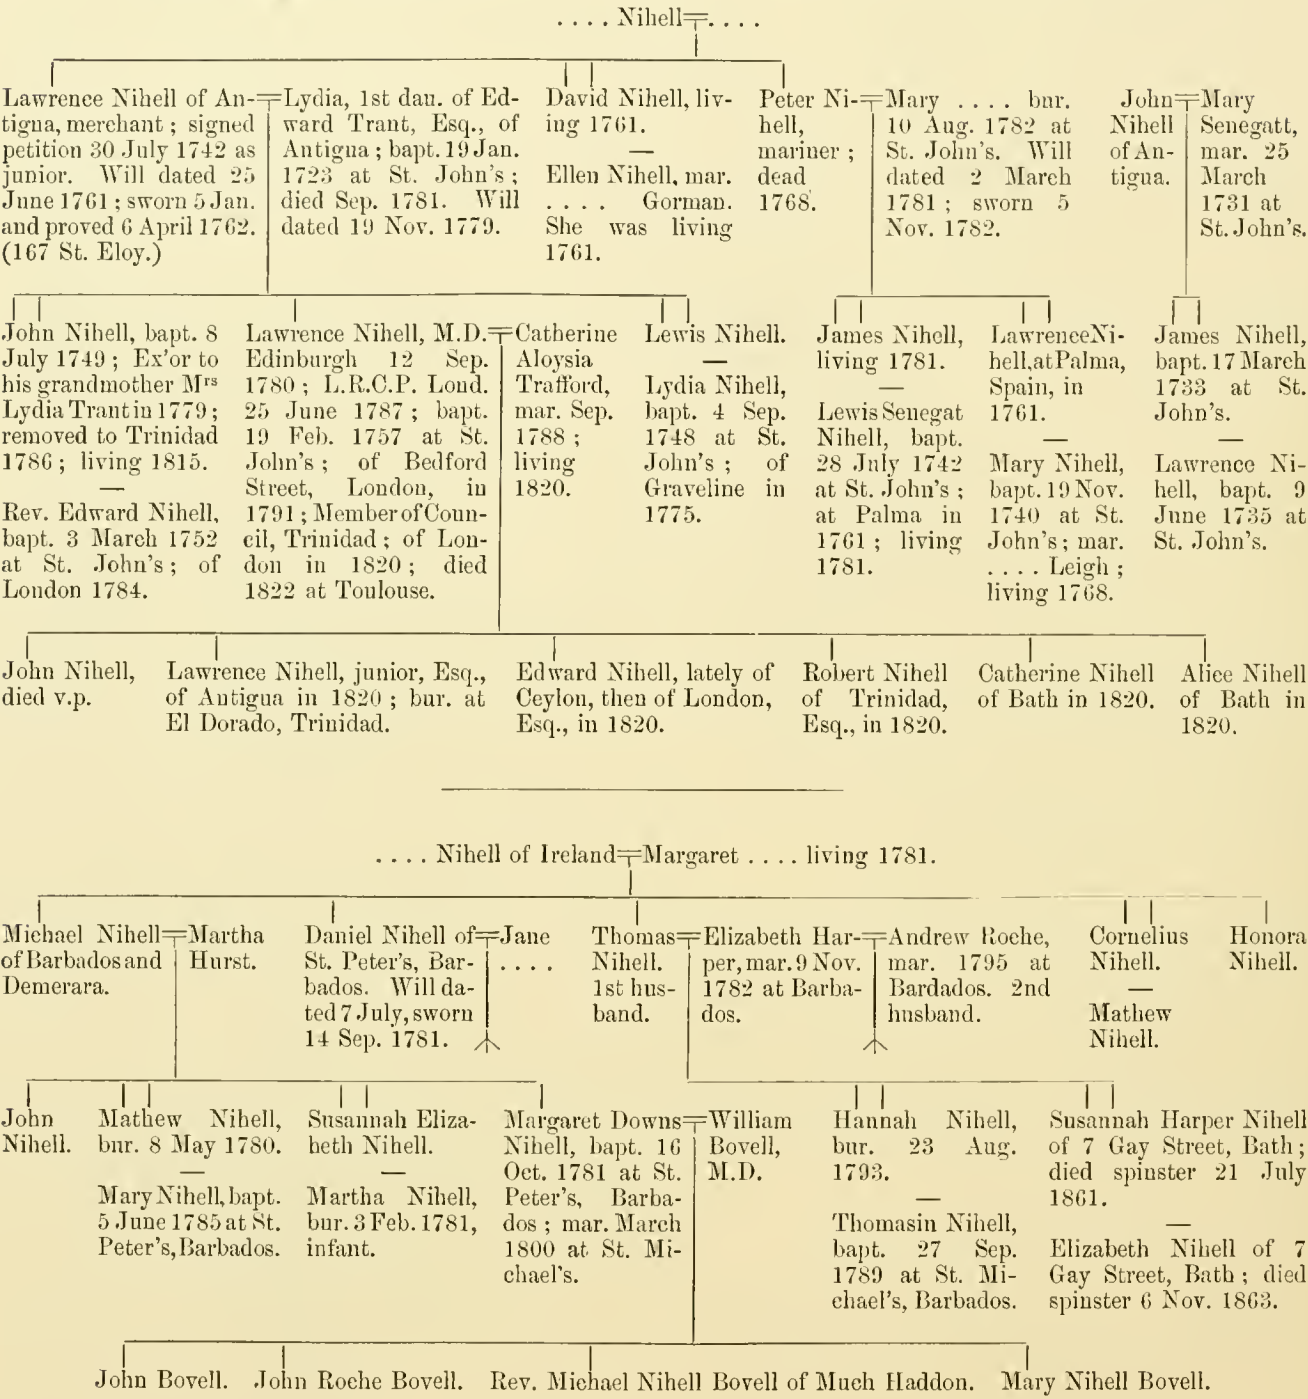 . . . . Nihell=. . . .
Lawrence Nihell of An-
tigua, merchant ; signed
petition 30 July 1742 as
junior. Will dated 25
June 1761 ; sworn 5 Jan.
and proved 6 April 1762.
(167 St. Eloy.)
=Lydia, 1st dau. of Ed-
ward Trant, Esq., of
Antigua ; bapt. 19 Jan.
1723 at St. John's ;
died Sep. 1781. Will
dated 19 Nov. 1779.
David Nihell, liv-
ing 1761.
—
Ellen Nihell, mar.
. . . . Gorman.
She was living
1761.
Peter Ni-
hell,
mariner ;
dead
1768.
=Mary . . . . bur.
10 Aug. 1782 at
St. John's. Will
dated 2 March
1781 ; sworn 5
Nov. 1782.
John
Nihell
of An-
tigua.
=Mary
Senegatt,
mar. 25
March
1731 at
St. John's.
John Nihell, bapt. 8
July 1749 ; Ex'or to
his grandmother Mrs
Lydia Trant in 1779 ;
removed to Trinidad
1786 ; living 1815.
—
Rev. Edward Nihell,
bapt. 3 March 1752
at St. John's ; of
London 1784.
Lawrence Nihell, M.D.
Edinburgh 12 Sep.
1780 ; L.R.C.P. Lond.
25 June 1787 ; bapt.
19 Feb. 1757 at St.
John's ; of Bedford
Street, London, in
1791 ; Member of Coun-
cil, Trinidad ; of Lon-
don in 1820 ; died
1822 at Toulouse.
=Catherine
Aloysia
Trafford,
mar. Sep.
1788 ;
living
1820.
Lewis Nihell.
—
Lydia Nihell,
bapt. 4 Sep.
1748 at St.
John's ; of
Graveline in
1775.
James Nihell,
living 1781.
—
Lewis Senegat
Nihell, bapt.
28 July 1742
at St. John's ;
at Palma in
1761 ; living
1781.
Lawrence Ni-
hell, at Palma,
Spain, in
1761.
—
Mary Nihell,
bapt. 19 Nov.
1740 at St.
John's ; mar.
. . . . Leigh ;
living 1768.
James Nihell,
bapt. 17 March
1733 at St.
John's.
—
Lawrence Ni-
hell, bapt. 9
June 1735 at
St. John's.
John Nihell,
died v.p.
Lawrence Nihell, junior, Esq.,
of Antigua in 1820 ; bur. at
El Dorado, Trinidad.
Edward Nihell, lately of
Ceylon, then of London,
Esq., in 1820.
Robert Nihell
of Trinidad,
Esq., in 1820.
Catherine Nihell
of Bath in 1820.
Alice Nihell
of Bath in
1820.
. . . . Nihell of Ireland=Margaret . . . . living 1781.
Michael Nihell
of Barbados and
Demerara.
=Martha
Hurst.
Daniel Nihell of
St. Peter's, Bar-
bados. Will da-
ted 7 July, sworn
14 Sep. 1781.
=Jane
. . . .
Thomas
Nihell.
1st hus-
band.
=Elizabeth Har-
per, mar. 9 Nov.
1782 at Barba-
dos.
=Andrew Roche,
mar. 1795 at
Bardados. 2nd
husband.
Cornelius
Nihell.
—
Mathew
Nihell.
Honora
Nihell.
John
Nihell.
Mathew Nihell,
bur. 8 May 1780.
—
Mary Nihell, bapt.
5 June 1785 at St.
Peter's, Barbados.
Susannah Eliza-
beth Nihell.
—
Martha Nihell,
bur. 3 Feb. 1781,
infant.
Margaret Downs
Nihell, bapt. 16
Oct. 1781 at St.
Peter's, Barba-
dos ; mar. March
1800 at St. Mi-
chael's.
=William
Bovell,
M.D.
Hannah Nihell,
bur. 23 Aug.
1793.
—
Thomasin Nihell,
bapt. 27 Sep.
1789 at St. Mi-
chael's, Barbados.
Susannah Harper Nihell
of 7 Gay Street, Bath ;
died spinster 21 July
1861.
—
Elizabeth Nihell of 7
Gay Street, Bath ; died
spinster 6 Nov. 1863.
John Bovell. John Roche Bovell. Rev. Michael Nihell Bovell of Much Haddon. Mary Nihell Bovell.